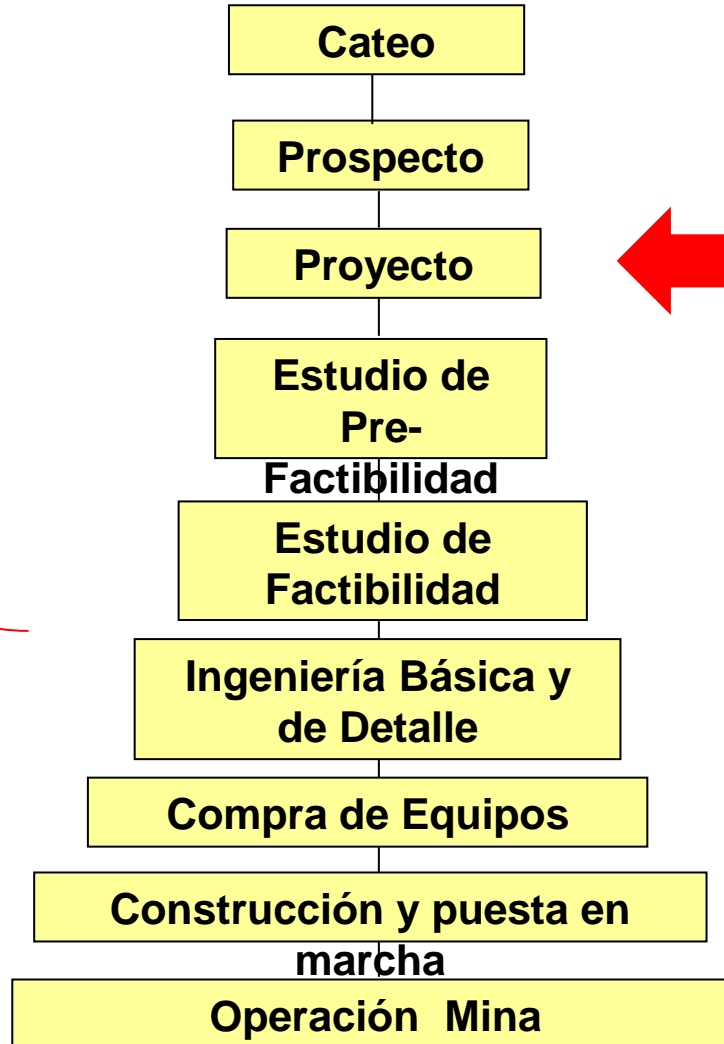 Cateo
Prospecto
Proyecto
Estudio de
Pre-
Factibilidad
Estudio de
Factibilidad
Ingeniería Básica y
de Detalle
Compra de Equipos
Construcción y puesta en
marcha
Operación Mina